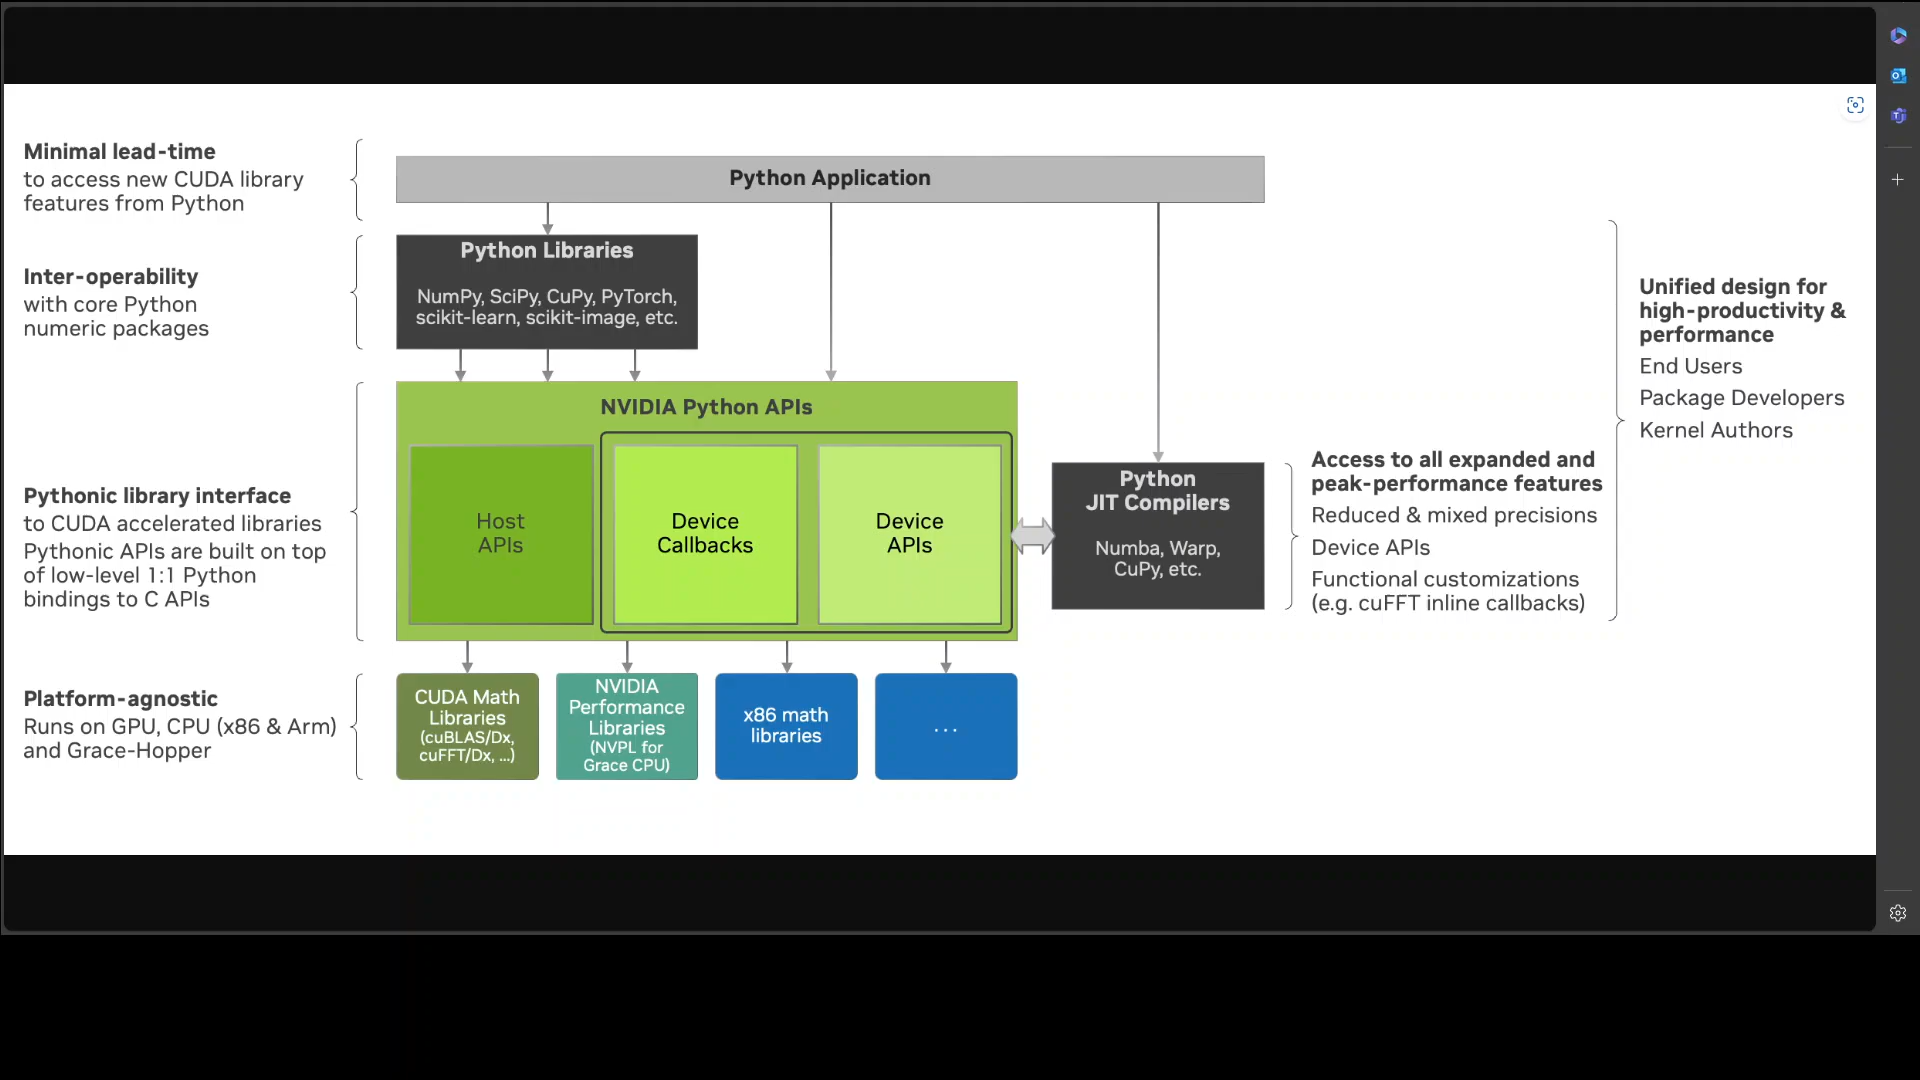 Minimal lead-time
to access new CUDA library
features from Python
Python Application
Inter-operability
with core Python
numeric packages
Python Libraries
NumPy, SciPy, CuPy, PyTorch,
scikit-learn, scikit-image, etc.
Pythonic library interface
to CUDA accelerated libraries
Pythonic APIs are built on top
of low-level 1:1 Python
bindings to C APIs
NVIDIA Python APIs
Host
APIs
Device
Callbacks
Device
APIs
Python
JIT Compilers
Numba, Warp,
CuPy, etc.
Access to all expanded and
peak-performance features
Reduced & mixed precisions
Device APIs
Functional customizations
(e.g. cuFFT inline callbacks)
Unified design for
high-productivity &
performance
End Users
Package Developers
Kernel Authors
Platform-agnostic
Runs on GPU, CPU (x86 & Arm)
and Grace-Hopper
CUDA Math
Libraries
(cuBLAS/Dx,
cuFFT/Dx, ...)
NVIDIA
Performance
Libraries
(NVPL for
Grace CPU)
x86 math
libraries
...